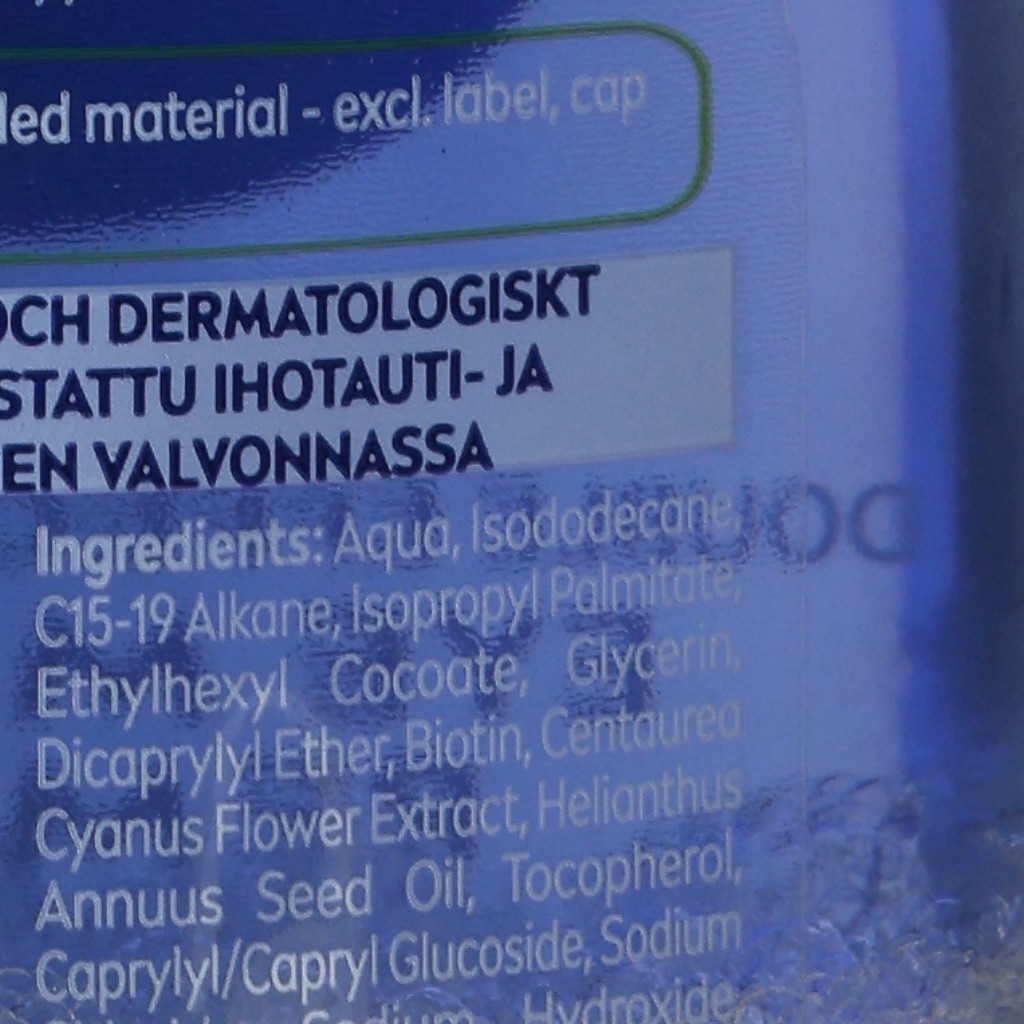 led material - excl. label, cap
OCH DERMATOLOGISKT
STATTU IHOTAUTI- JA
EN VALVONNASSA
Ingredients: Aqua, Isododecane,
C15-19 Alkane, Isopropyl Palmitate,
Ethylhexyl Cocoate, Glycerin,
Dicaprylyl Ether, Biotin, Centaurea
Cyanus Flower Extract, Helianthus
Annuus Seed Oil, Tocopherol,
Caprylyl/Capryl Glucoside, Sodium
Sodium Hydroxide,